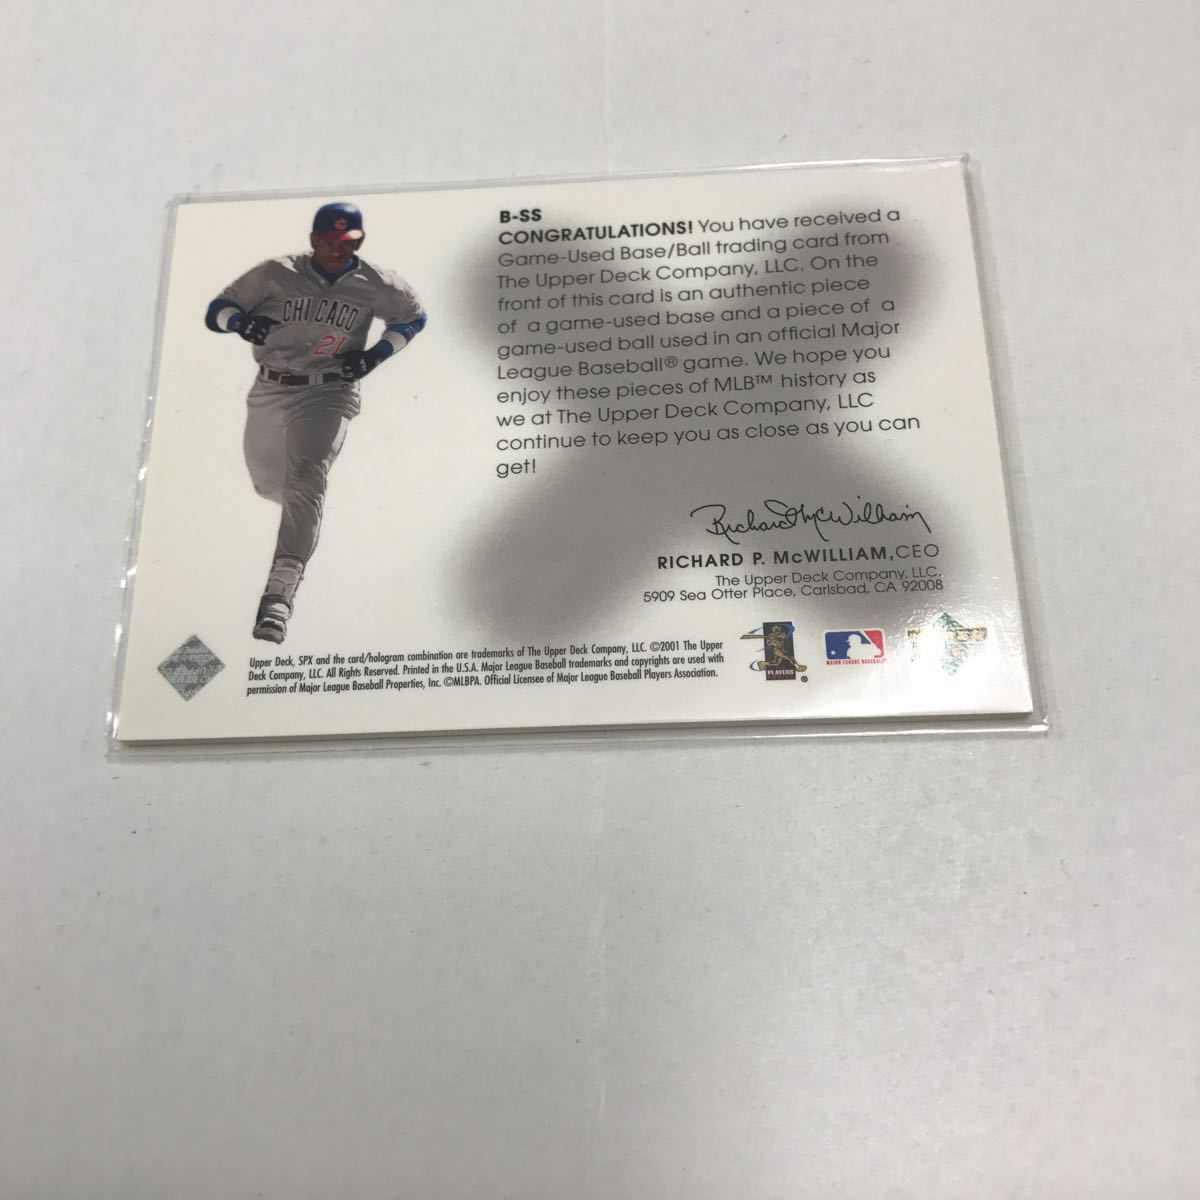 B-SS
CONGRATULATIONS! You have received a
Game-Used Base/Ball trading card from
The Upper Deck Company, LLC. On the
front of this card is an authentic piece
of a game-used base and a piece of a
game-used ball used in an official Major
League Baseball® game. We hope you
enjoy these pieces of MLB™ history as
we at The Upper Deck Company, LLC
continue to keep you as close as you can
get!
CHICAGO
21
Richard McWilliam
RICHARD P. McWILLIAM, CEO
The Upper Deck Company, LLC.
5909 Sea Otter Place, Carlsbad, CA 92008
Upper Deck, SPX and the card/hologram combination are trademarks of The Upper Deck Company, LLC. ©2001 The Upper
Deck Company, LLC. All Rights Reserved. Printed in the U.S.A. Major League Baseball trademarks and copyrights are used with
permission of Major League Baseball Properties, Inc. ©MLBPA. Official Licensee of Major League Baseball Players Association.
PLAYERS
®
MAJOR LEAGUE BASEBALL
UPPER DECK